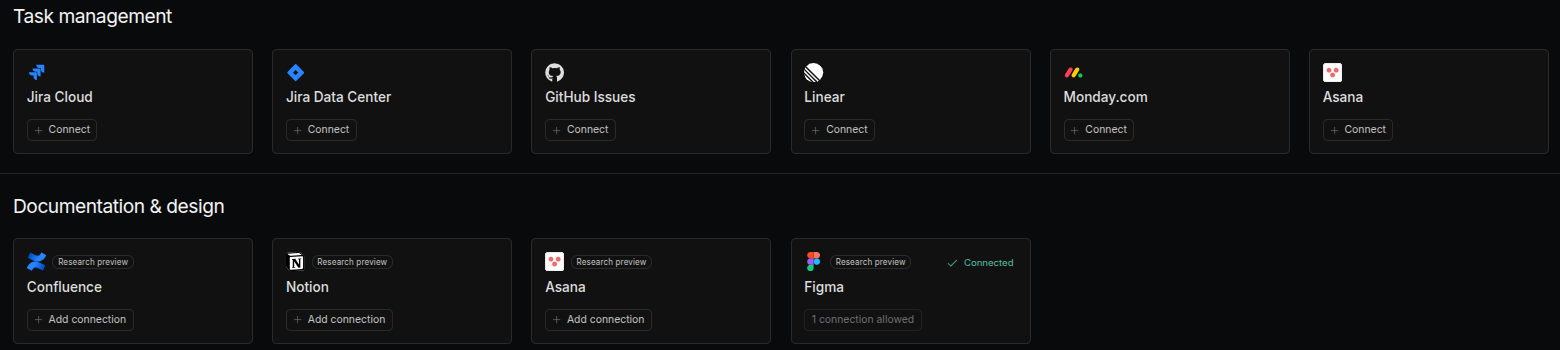 Task management
Jira Cloud
Connect
Jira Data Center
Connect
GitHub Issues
Connect
Linear
Connect
Monday.com
Connect
Asana
Connect
Documentation & design
Research preview
Confluence
Add connection
Research preview
Notion
Add connection
Research preview
Asana
Add connection
Research preview
Connected
Figma
1 connection allowed